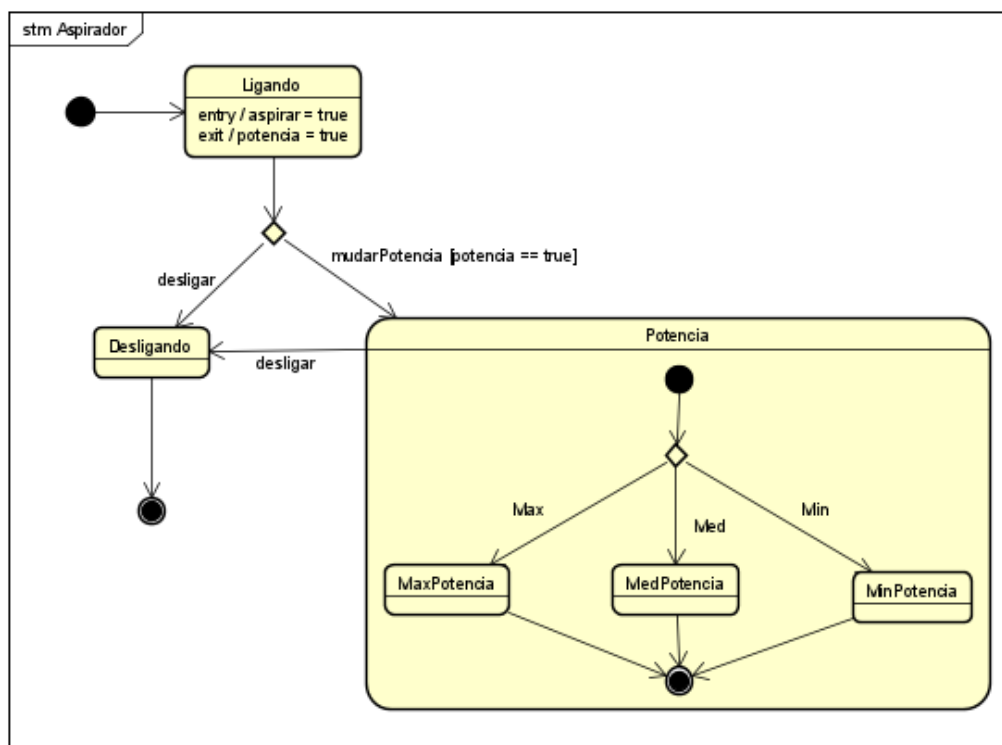 stm Aspirador
Ligando
entry / aspirar = true
exit / potencia = true
mudarPotencia [potencia == true]
desligar
Desligando
Potencia
desligar
Max
Med
Min
MaxPotencia
MedPotencia
MinPotencia